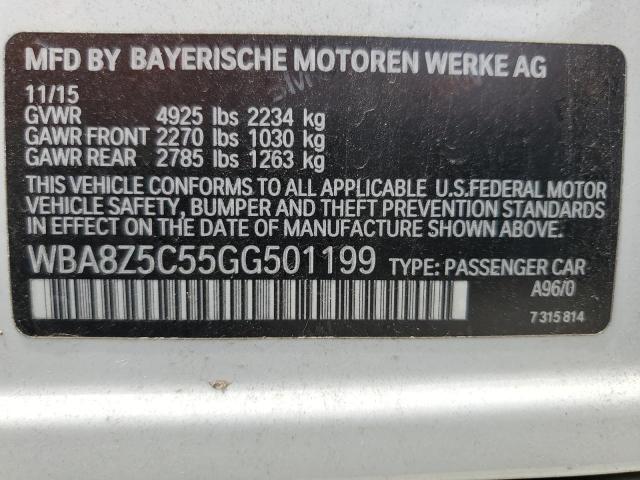 MFD BY BAYERISCHE MOTOREN WERKE AG
11/15
GVWR 4925 lbs 2234 kg
GAWR FRONT 2270 lbs 1030 kg
GAWR REAR 2785 lbs 1263 kg
THIS VEHICLE CONFORMS TO ALL APPLICABLE U.S.FEDERAL MOTOR
VEHICLE SAFETY, BUMPER AND THEFT PREVENTION STANDARDS
IN EFFECT ON THE DATE OF MANUFACTURE SHOWN ABOVE.
WBA8Z5C55GG501199 TYPE: PASSENGER CAR
A96/0
7 315 814